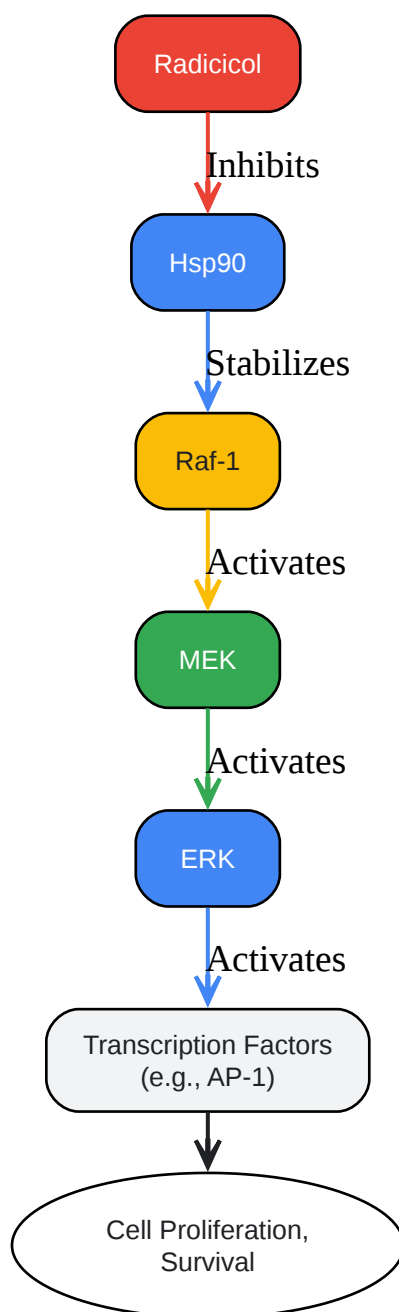 Radicicol
Inhibits
Hsp90
Stabilizes
Raf-1
Activates
MEK
Activates
ERK
Activates
Transcription Factors
(e.g., AP-1)
Cell Proliferation,
Survival